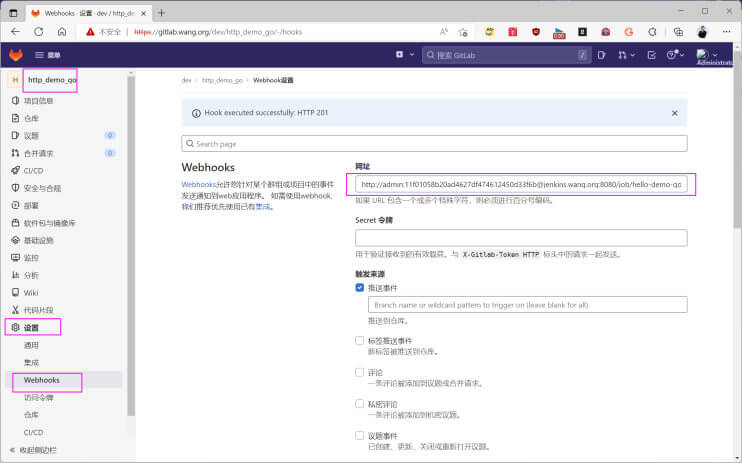 Webhooks · 设置 · dev / http_demo_go
不安全
https://gitlab.wang.org/dev/http_demo_go/-/hooks
菜单
搜索 GitLab
Administrator
H http_demo_go
项目信息
仓库
议题 0
合并请求 0
CI/CD
安全与合规
部署
软件包与镜像库
基础设施
监控
分析
Wiki
代码片段
设置
通用
集成
Webhooks
访问令牌
仓库
CI/CD
收起侧边栏
dev › http_demo_go › Webhook设置
Hook executed successfully: HTTP 201
Search page
Webhooks
Webhooks允许您针对某个群组或项目中的事件
发送通知到web应用程序。 如需使用webhook,
我们推荐优先使用已有集成。
网址
http://admin:11f01058b20ad4627df474612450d33f6b@jenkins.wang.org:8080/job/hello-demo-go
如果 URL 包含一个或多个特殊字符，则必须进行百分号编码。
Secret 令牌
用于验证接收到的有效载荷。与 X-Gitlab-Token HTTP 标头中的请求一起发送。
触发来源
推送事件
Branch name or wildcard pattern to trigger on (leave blank for all)
推送到仓库。
标签推送事件
新标签被推送到仓库。
评论
一条评论被添加到议题或合并请求。
私密评论
一条评论被添加到机密议题。
议题事件
已创建、更新、关闭或重新打开议题。